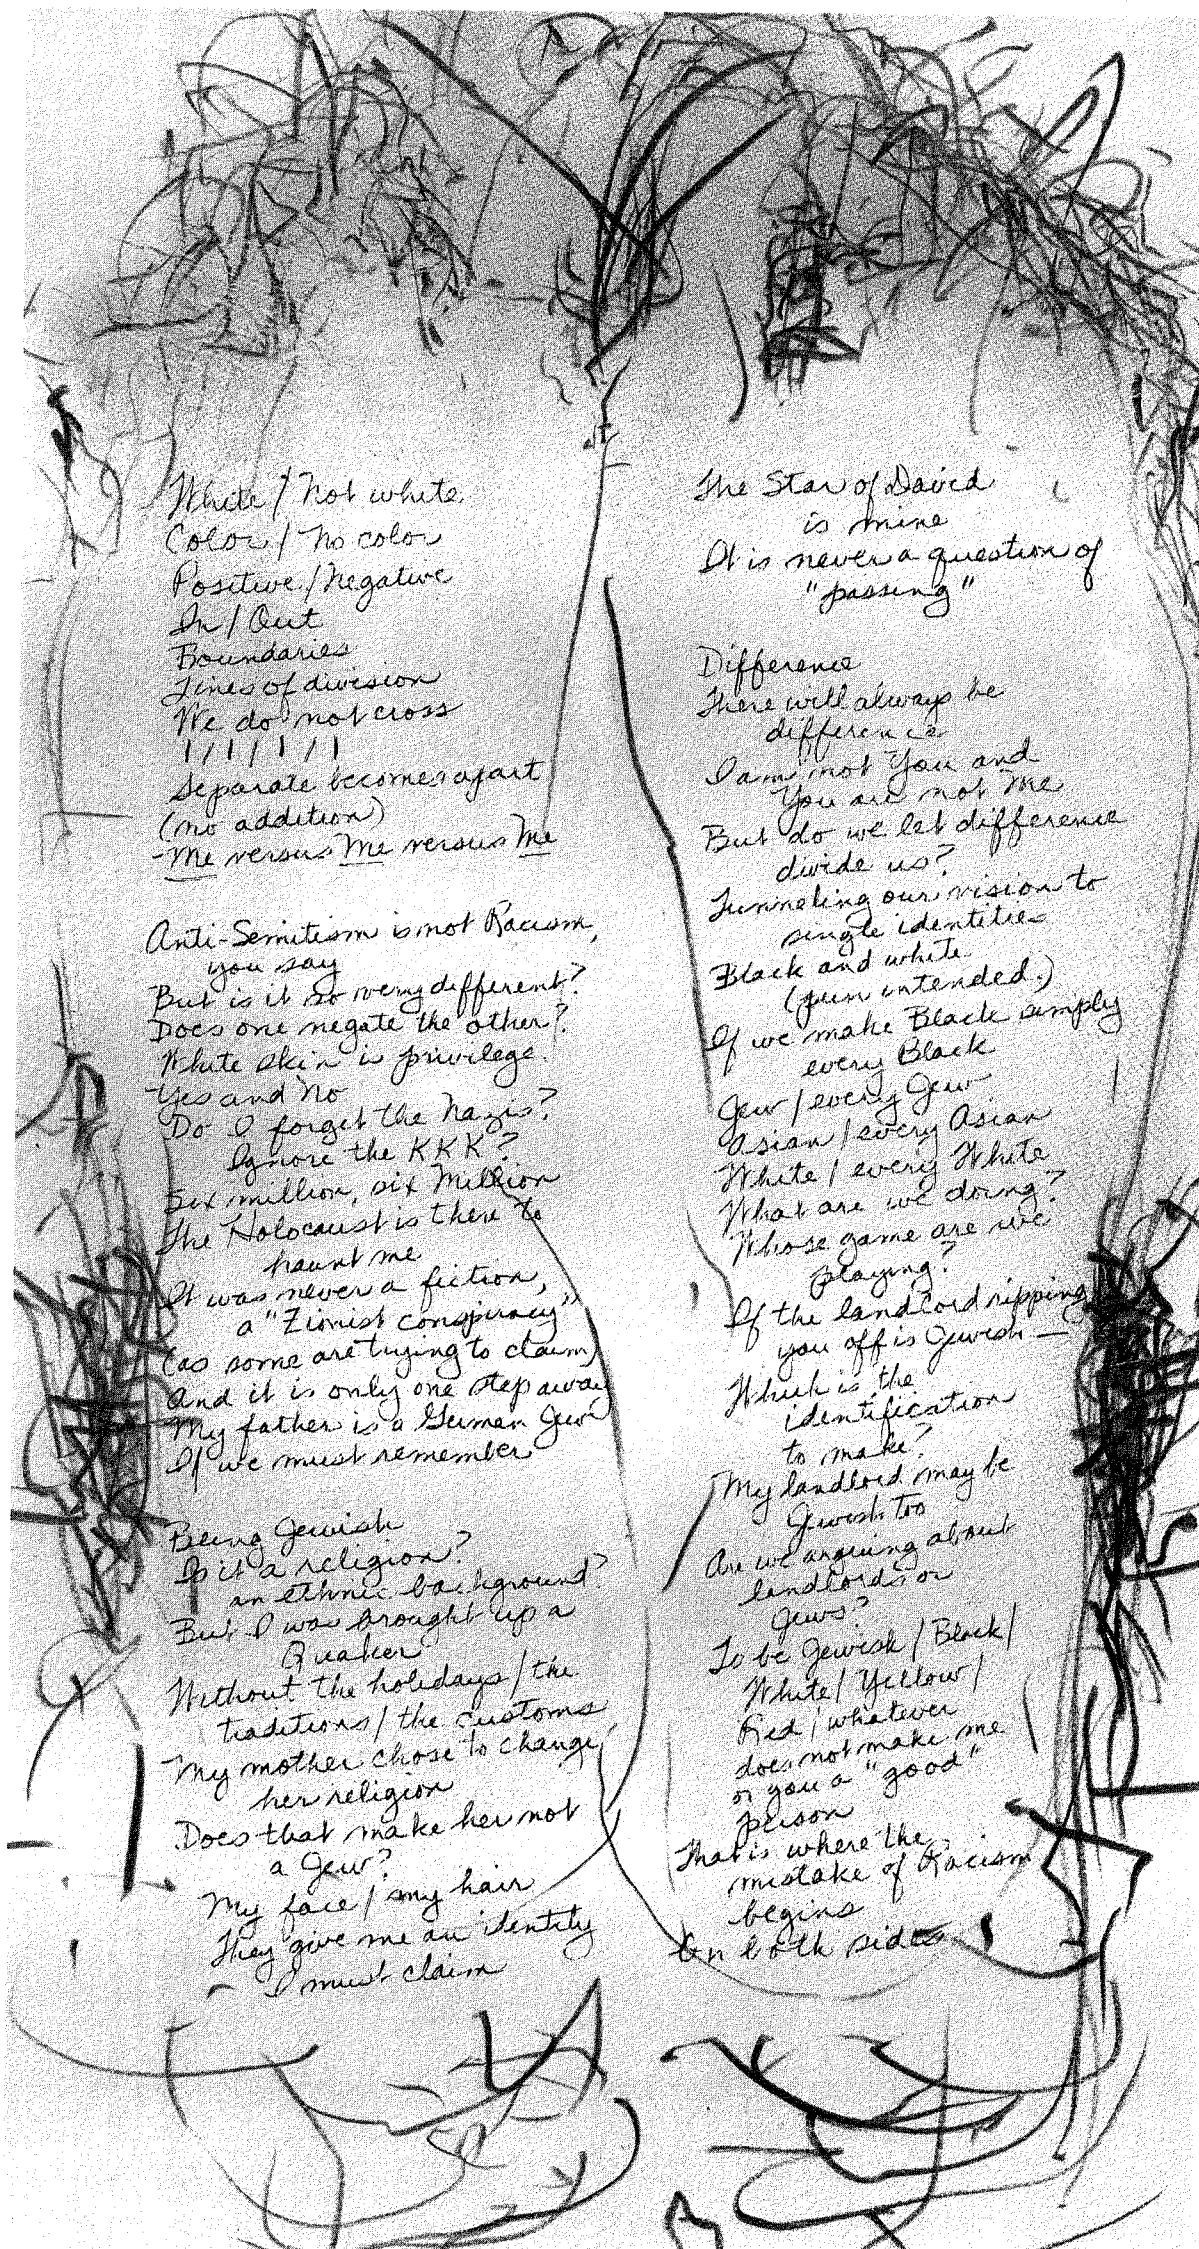 White / Not white
Color / No color
Positive / Negative
In / Out
Boundaries
Lines of division
We do not cross
1 / 1 / 1 / 1
Separate becomes apart
(no addition)
Me versus Me versus Me
Anti-Semitism is not Racism,
you say
But is it so very different?
Does one negate the other?
White skin is privilege.
Yes and No
Do I forget the Nazis?
Ignore the KKK?
Six million, six Million
The Holocaust is there to
haunt me
It was never a fiction,
a "Zionist conspiracy"
(as some are trying to claim)
And it is only one step away
My father is a German Jew
If we must remember
Being Jewish
Is it a religion?
an ethnic background?
But I was brought up a
Quaker
Without the holidays / the
traditions / the customs
My mother chose to change
her religion
Does that make her not
a Jew?
My face / my hair
They give me an identity
I must claim
The Star of David
is mine
It is never a question of
"passing"
Difference
There will always be
difference
I am not You and
You are not Me
But do we let difference
divide us?
Tunneling our vision to
single identities
Black and white
(pun intended.)
If we make Black simply
every Black
Jew / every Jew
Asian / every Asian
White / every White
What are we doing?
Whose game are we
playing?
If the landlord ripping
you off is Jewish —
Which is the
identification
to make?
My landlord may be
Jewish too
Are we arguing about
landlords or
Jews?
To be Jewish / Black /
White / Yellow /
Red / whatever
does not make me
or you a "good"
person
That is where the
mistake of Racism
begins
On both sides